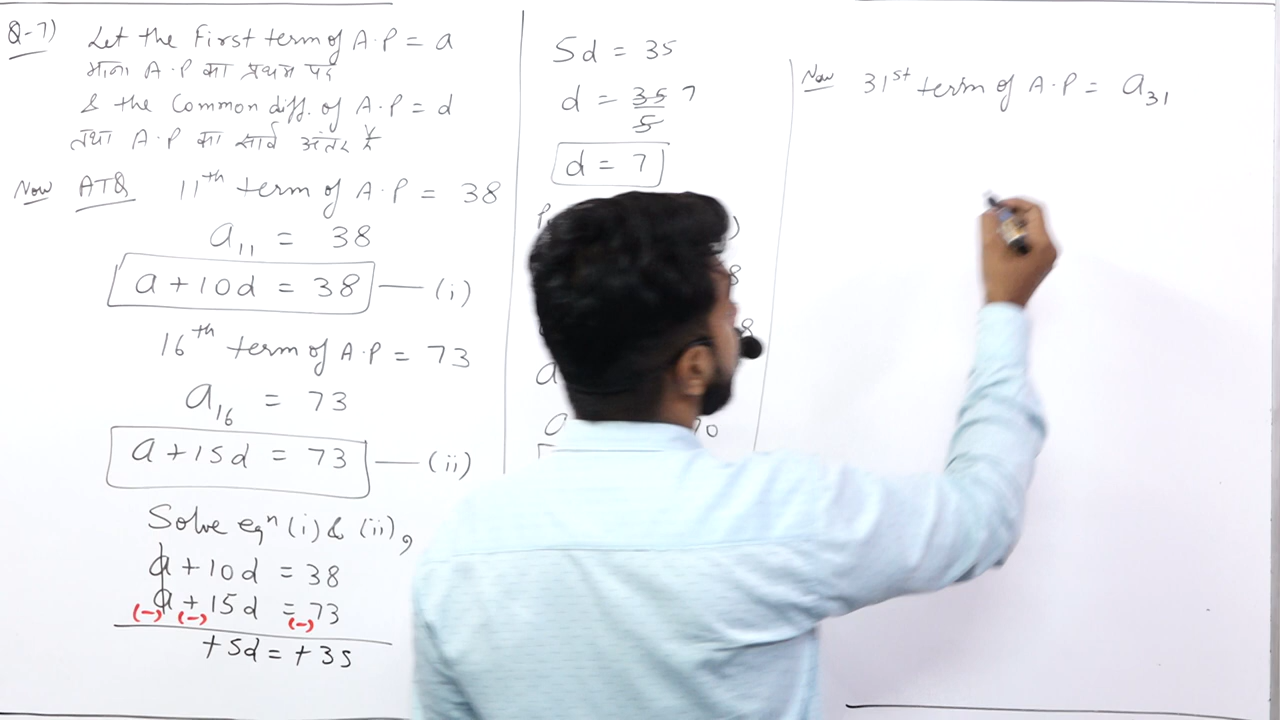 Q-7) Let the First term of A.P = a
माना A.P का प्रथम पद
& the Common diff. of A.P = d
तथा A.P का सार्व अंतर है
Now ATQ 11th term of A.P = 38
a11 = 38
a + 10d = 38 — (i)
16th term of A.P = 73
a16 = 73
a + 15d = 73 — (ii)
Solve eqn (i) & (ii),
a + 10d = 38
a + 15d = 73
(-) (-) (-)
+5d = +35
5d = 35
d = 35 7
5
d = 7
Now 31st term of A.P = a31